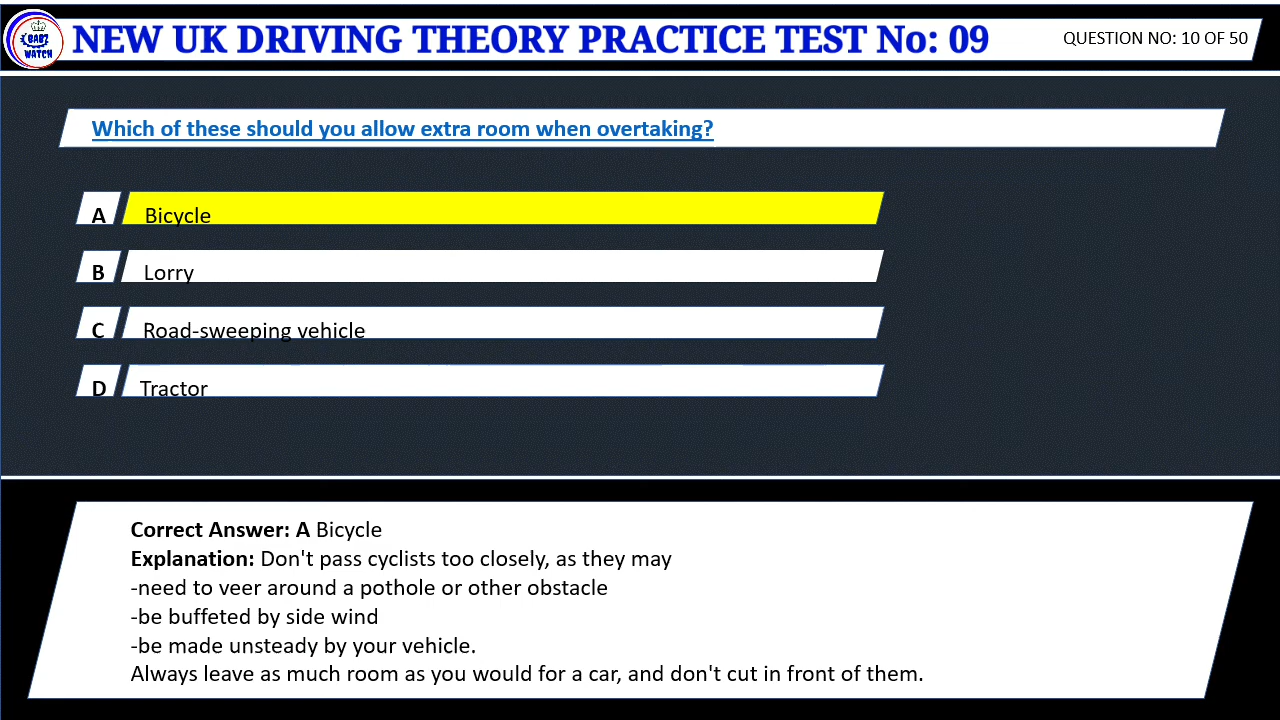 BABZ
WATCH
NEW UK DRIVING THEORY PRACTICE TEST No: 09
QUESTION NO: 10 OF 50
Which of these should you allow extra room when overtaking?
A Bicycle
B Lorry
C Road-sweeping vehicle
D Tractor
Correct Answer: A Bicycle
Explanation: Don't pass cyclists too closely, as they may
-need to veer around a pothole or other obstacle
-be buffeted by side wind
-be made unsteady by your vehicle.
Always leave as much room as you would for a car, and don't cut in front of them.